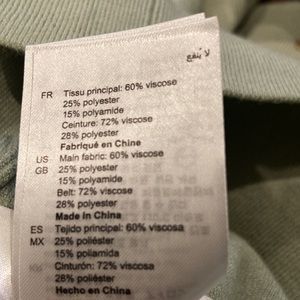 لا يُنقع
FR Tissu principal: 60% viscose
25% polyester
15% polyamide
Ceinture: 72% viscose
28% polyester
Fabriqué en Chine
US Main fabric: 60% viscose
GB 25% polyester
15% polyamide
Belt: 72% viscose
28% polyester
Made in China
ES Tejido principal: 60% viscosa
MX 25% poliéster
15% poliamida
Cinturón: 72% viscosa
28% poliéster
Hecho en China